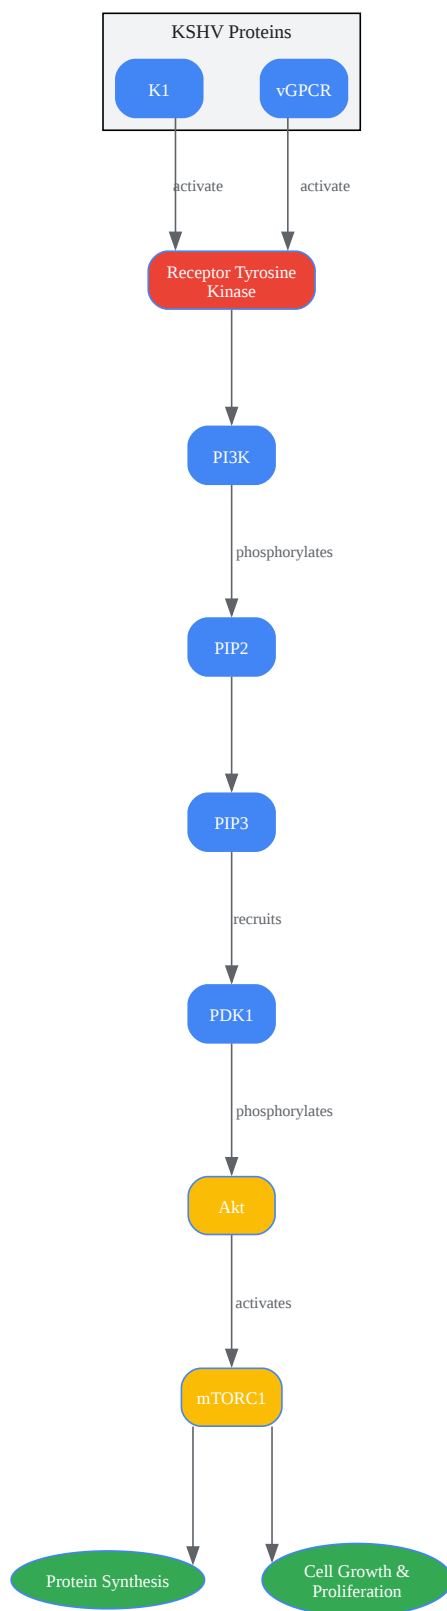 KSHV Proteins
K1
vGPCR
activate
activate
Receptor Tyrosine
Kinase
PI3K
phosphorylates
PIP2
PIP3
recruits
PDK1
phosphorylates
Akt
activates
mTORC1
Protein Synthesis
Cell Growth &
Proliferation